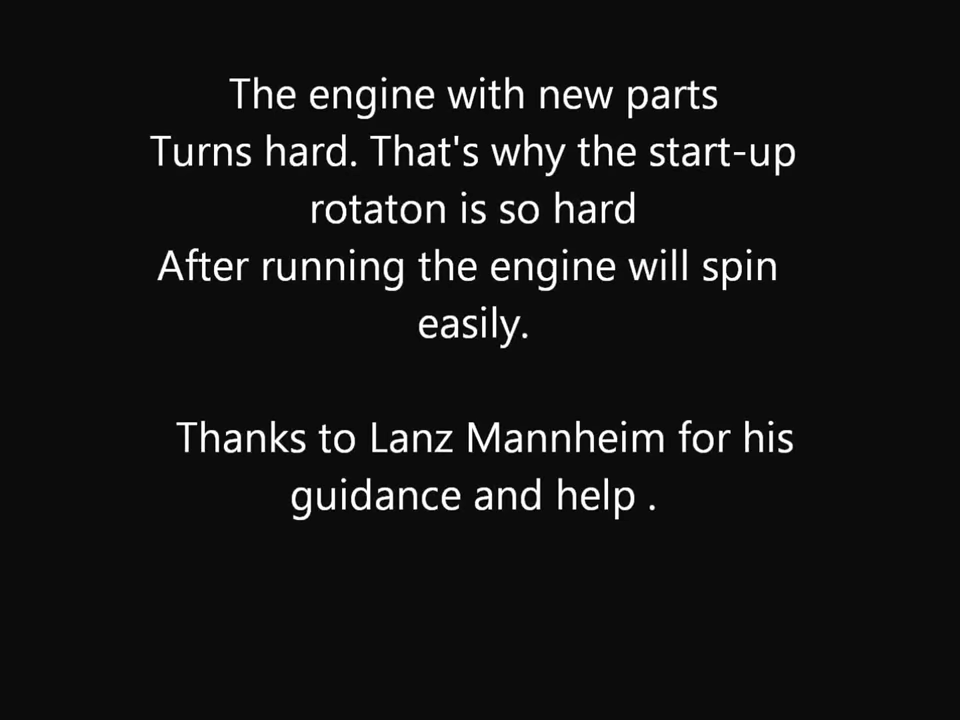 The engine with new parts
Turns hard. That's why the start-up
rotaton is so hard
After running the engine will spin
easily.
Thanks to Lanz Mannheim for his
guidance and help .